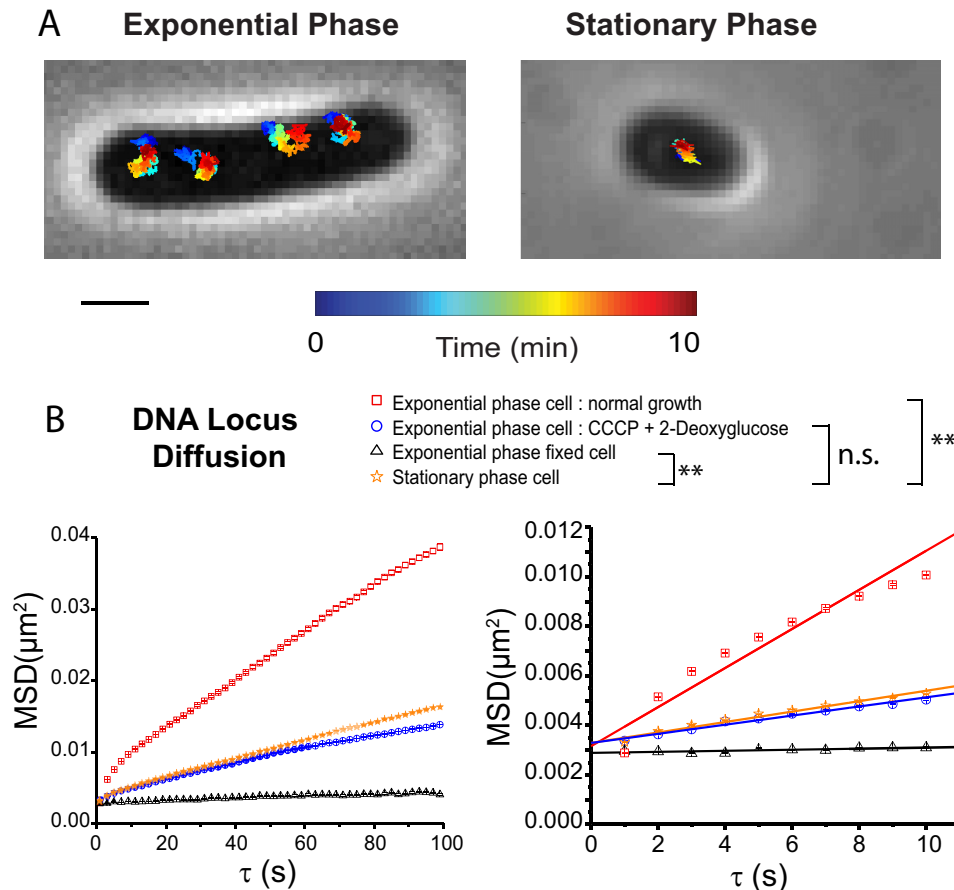 A
Exponential Phase
Stationary Phase
0
10
Time (min)
B
DNA Locus
Diffusion
Exponential phase cell : normal growth
Exponential phase cell : CCCP + 2-Deoxyglucose
Exponential phase fixed cell
Stationary phase cell
**
n.s.
**
0.04
0.03
0.02
0.01
0.00
MSD(µm²)
0 20 40 60 80 100
τ (s)
0.012
0.010
0.008
0.006
0.004
0.002
0.000
MSD(µm²)
0 2 4 6 8 10
τ (s)